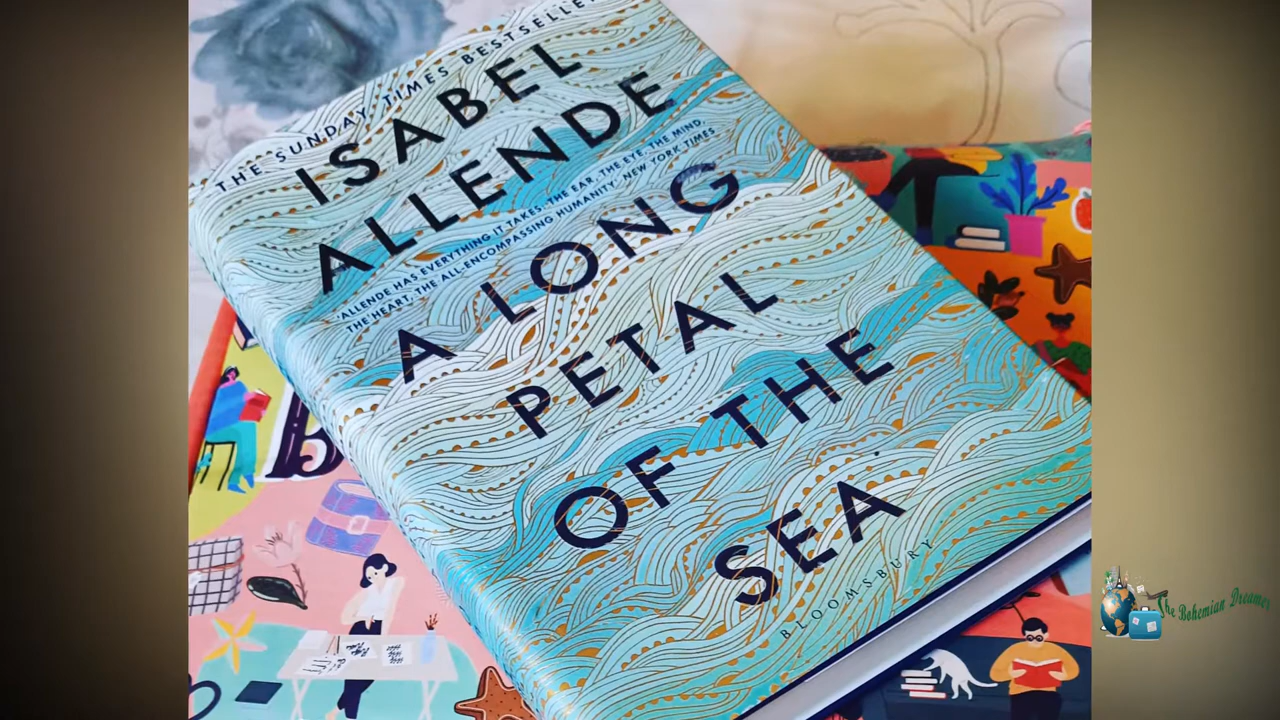 THE SUNDAY TIMES BESTSELLER
ISABEL
ALLENDE
'ALLENDE HAS EVERYTHING IT TAKES: THE EAR, THE EYE, THE MIND,
THE HEART, THE ALL-ENCOMPASSING HUMANITY' NEW YORK TIMES
A LONG
PETAL
OF THE
SEA
BLOOMSBURY
The Bohemian Dreamer